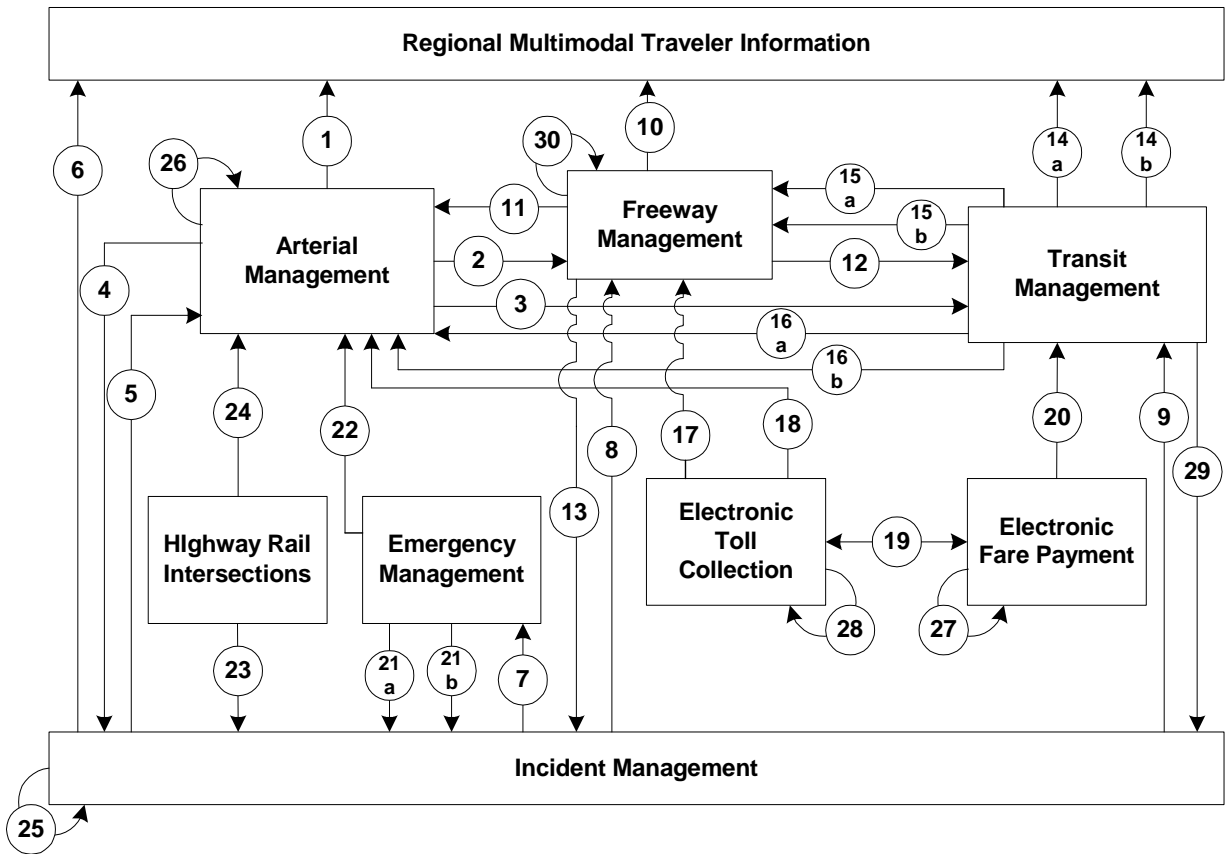 Regional Multimodal Traveler Information
6
1
10
14
a
14
b
26
30
15
a
15
b
11
Freeway
Management
Arterial
Management
2
12
Transit
Management
4
3
16
a
16
b
5
24
22
17
18
8
20
9
29
13
HIghway Rail
Intersections
Emergency
Management
Electronic
Toll
Collection
19
Electronic
Fare Payment
28
27
23
21
a
21
b
7
Incident Management
25